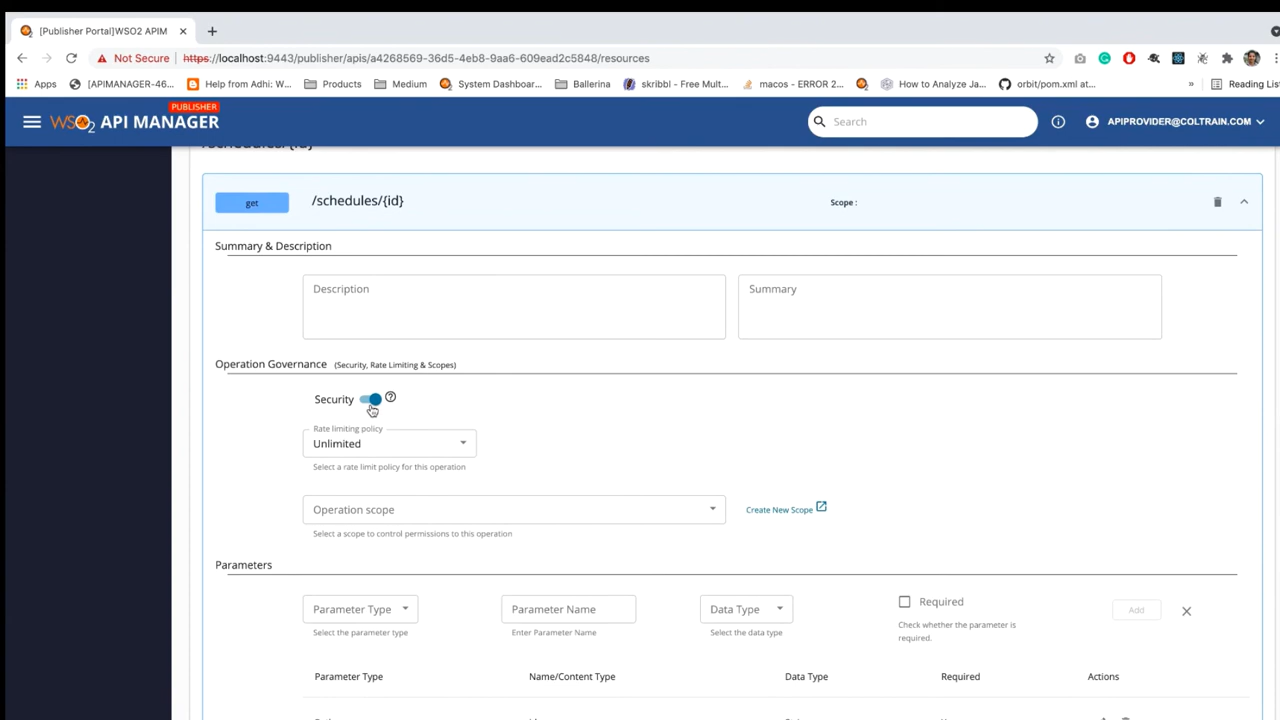 [Publisher Portal]WSO2 APIM
Not Secure https://localhost:9443/publisher/apis/a4268569-36d5-4eb8-9aa6-609ead2c5848/resources
Apps [APIMANAGER-46... Help from Adhi: W... Products Medium System Dashboar... Ballerina skribbl - Free Mult... macos - ERROR 2... How to Analyze Ja... orbit/pom.xml at... » Reading List
PUBLISHER
WSO2 API MANAGER Search APIPROVIDER@COLTRAIN.COM
/schedules/{id}
get /schedules/{id} Scope :
Summary & Description
Description Summary
Operation Governance (Security, Rate Limiting & Scopes)
Security
Rate limiting policy
Unlimited
Select a rate limit policy for this operation
Operation scope Create New Scope
Select a scope to control permissions to this operation
Parameters
Parameter Type Parameter Name Data Type Required Add
Select the parameter type Enter Parameter Name Select the data type Check whether the parameter is
required.
Parameter Type Name/Content Type Data Type Required Actions